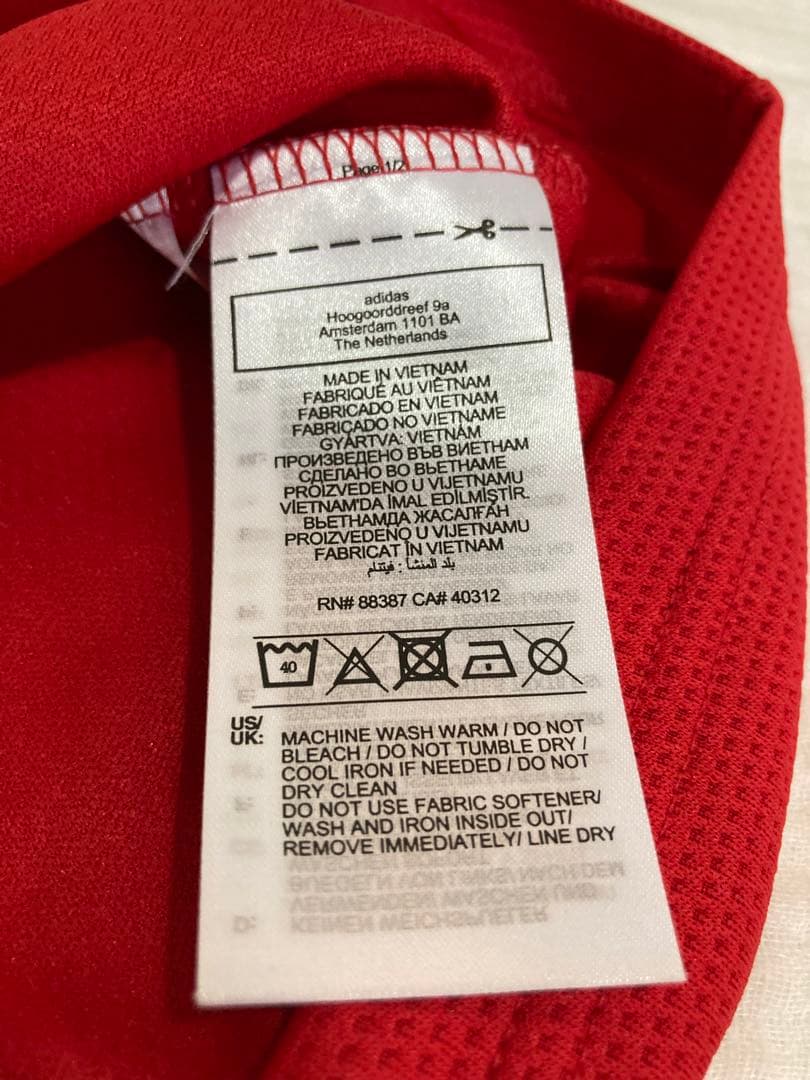 Page 1/2
adidas
Hoogoorddreef 9a
Amsterdam 1101 BA
The Netherlands
MADE IN VIETNAM
FABRIQUÉ AU VIÊTNAM
FABRICADO EN VIETNAM
FABRICADO NO VIETNAME
GYÁRTVA: VIETNÁM
ПРОИЗВЕДЕНО ВЪВ ВИЕТНАМ
СДЕЛАНО ВО ВЬЕТНАМЕ
PROIZVEDENO U VIJETNAMU
VİETNAM'DA İMAL EDİLMİŞTİR.
ВЬЕТНАМДА ЖАСАЛҒАН
PROIZVEDENO U VIJETNAMU
FABRICAT ÎN VIETNAM
بلد المنشأ : فيتنام
RN# 88387 CA# 40312
40
US/
UK:
MACHINE WASH WARM / DO NOT
BLEACH / DO NOT TUMBLE DRY /
COOL IRON IF NEEDED / DO NOT
DRY CLEAN
DO NOT USE FABRIC SOFTENER/
WASH AND IRON INSIDE OUT/
REMOVE IMMEDIATELY/ LINE DRY